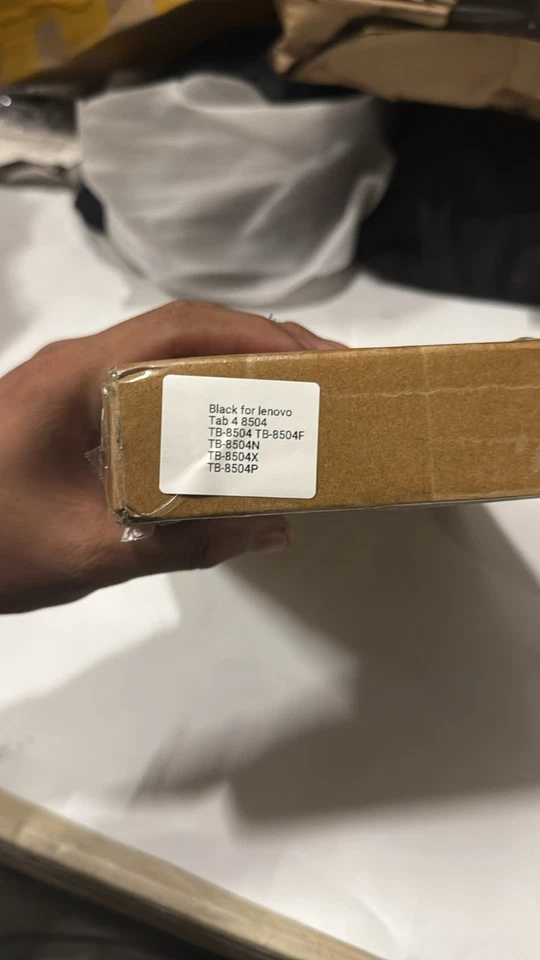 Black for lenovo
Tab 4 8504
TB-8504 TB-8504F
TB-8504N
TB-8504X
TB-8504P